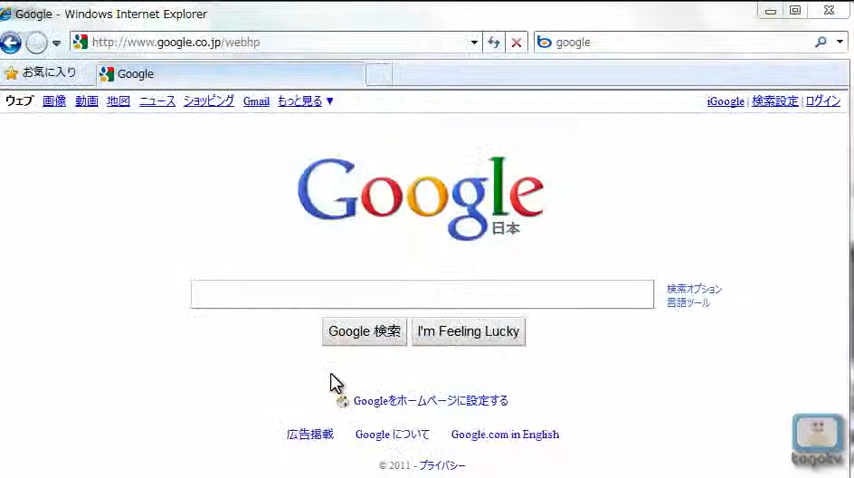 Google - Windows Internet Explorer
http://www.google.co.jp/webhp
google
お気に入り
Google
ウェブ 画像 動画 地図 ニュース ショッピング Gmail もっと見る ▼
iGoogle | 検索設定 | ログイン
Google
日本
検索オプション
言語ツール
Google 検索
I'm Feeling Lucky
Googleをホームページに設定する
広告掲載 Google について Google.com in English
© 2011 - プライバシー
togotv